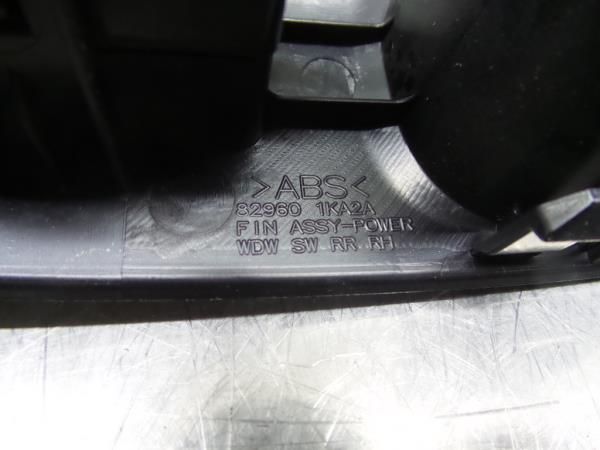 >ABS<
82960 1KA2A
FIN ASSY-POWER
WDW SW RR RH